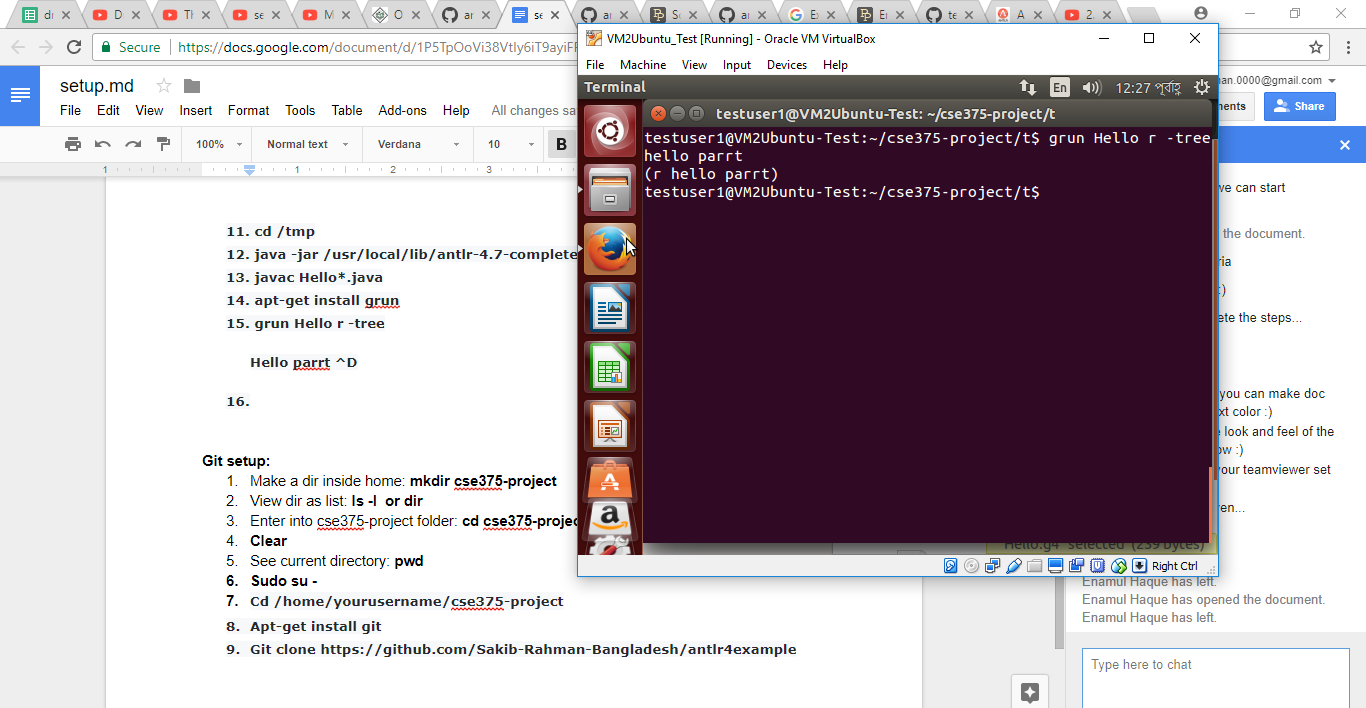 dr
D
Th
se
M
O
ar
se
ar
Sc
ar
E
Er
te
A
2.
Secure
https://docs.google.com/document/d/1P5TpOoVi38Vtly6iT9ayiF
setup.md
File Edit View Insert Format Tools Table Add-ons Help All changes sa
an.0000@gmail.com
nents
Share
100% Normal text Verdana 10 B
1 1 2 3
11. cd /tmp
12. java -jar /usr/local/lib/antlr-4.7-complete
13. javac Hello*.java
14. apt-get install grun
15. grun Hello r -tree
Hello parrt ^D
16.
Git setup:
1. Make a dir inside home: mkdir cse375-project
2. View dir as list: ls -l or dir
3. Enter into cse375-project folder: cd cse375-projec
4. Clear
5. See current directory: pwd
6. Sudo su -
7. Cd /home/yourusername/cse375-project
8. Apt-get install git
9. Git clone https://github.com/Sakib-Rahman-Bangladesh/antlr4example
VM2Ubuntu_Test [Running] - Oracle VM VirtualBox
File Machine View Input Devices Help
Terminal En 12:27 পূর্বাহ্ণ
testuser1@VM2Ubuntu-Test: ~/cse375-project/t
testuser1@VM2Ubuntu-Test:~/cse375-project/t$ grun Hello r -tree
hello parrt
(r hello parrt)
testuser1@VM2Ubuntu-Test:~/cse375-project/t$
Hello.g4" selected (239 bytes)
Right Ctrl
we can start
the document.
ria
:)
ete the steps...
you can make doc
xt color :)
look and feel of the
ow :)
your teamviewer set
en...
Enamul Haque has left.
Enamul Haque has opened the document.
Enamul Haque has left.
Type here to chat